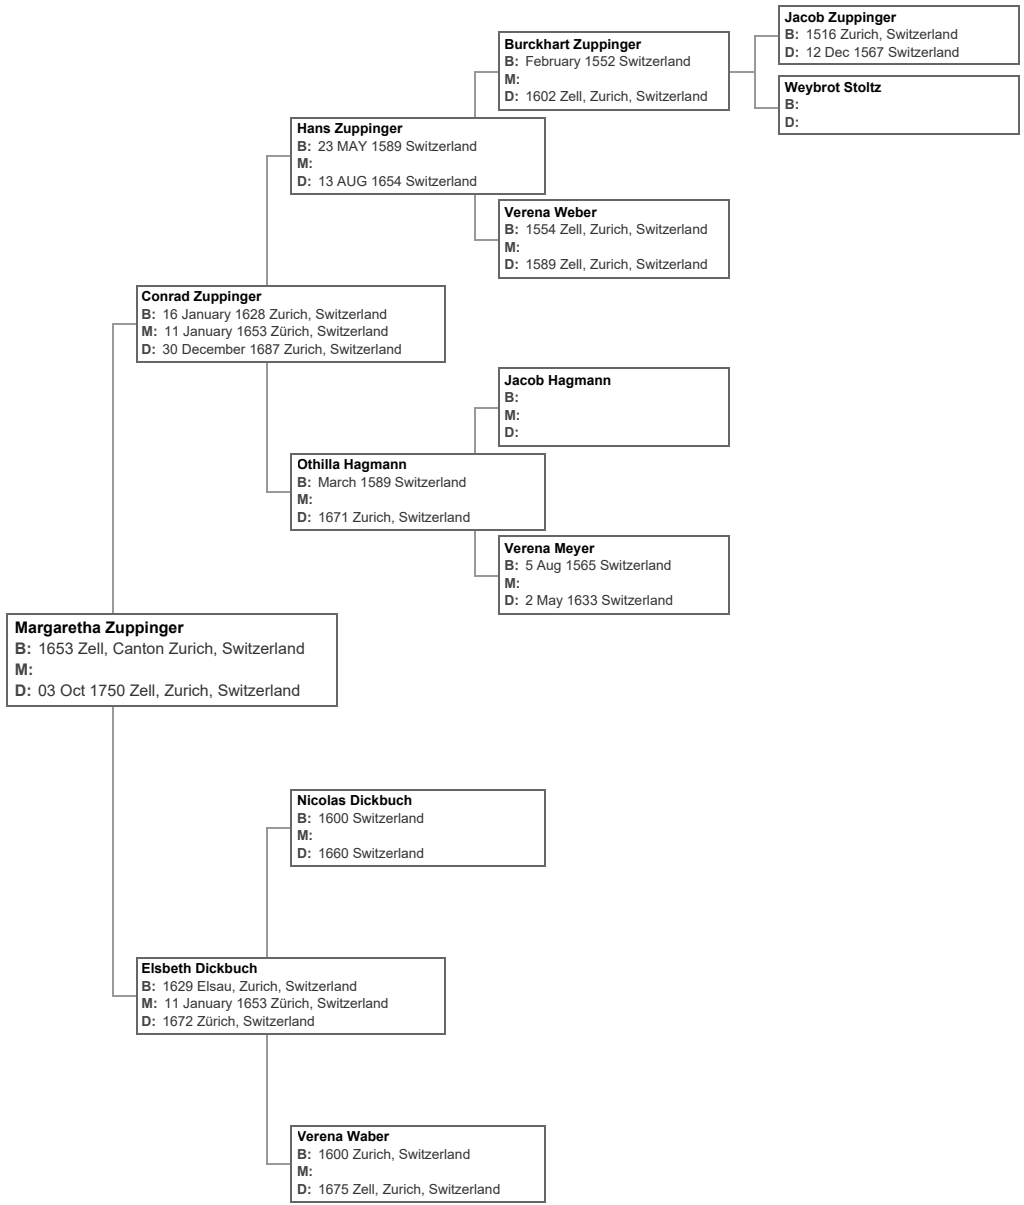 Jacob Zuppinger
B: 1516 Zurich, Switzerland
D: 12 Dec 1567 Switzerland
Burckhart Zuppinger
B: February 1552 Switzerland
M:
D: 1602 Zell, Zurich, Switzerland
Weybrot Stoltz
B:
D:
Hans Zuppinger
B: 23 MAY 1589 Switzerland
M:
D: 13 AUG 1654 Switzerland
Verena Weber
B: 1554 Zell, Zurich, Switzerland
M:
D: 1589 Zell, Zurich, Switzerland
Conrad Zuppinger
B: 16 January 1628 Zurich, Switzerland
M: 11 January 1653 Zürich, Switzerland
D: 30 December 1687 Zurich, Switzerland
Jacob Hagmann
B:
M:
D:
Othilla Hagmann
B: March 1589 Switzerland
M:
D: 1671 Zurich, Switzerland
Verena Meyer
B: 5 Aug 1565 Switzerland
M:
D: 2 May 1633 Switzerland
Margaretha Zuppinger
B: 1653 Zell, Canton Zurich, Switzerland
M:
D: 03 Oct 1750 Zell, Zurich, Switzerland
Nicolas Dickbuch
B: 1600 Switzerland
M:
D: 1660 Switzerland
Elsbeth Dickbuch
B: 1629 Elsau, Zurich, Switzerland
M: 11 January 1653 Zürich, Switzerland
D: 1672 Zürich, Switzerland
Verena Waber
B: 1600 Zurich, Switzerland
M:
D: 1675 Zell, Zurich, Switzerland